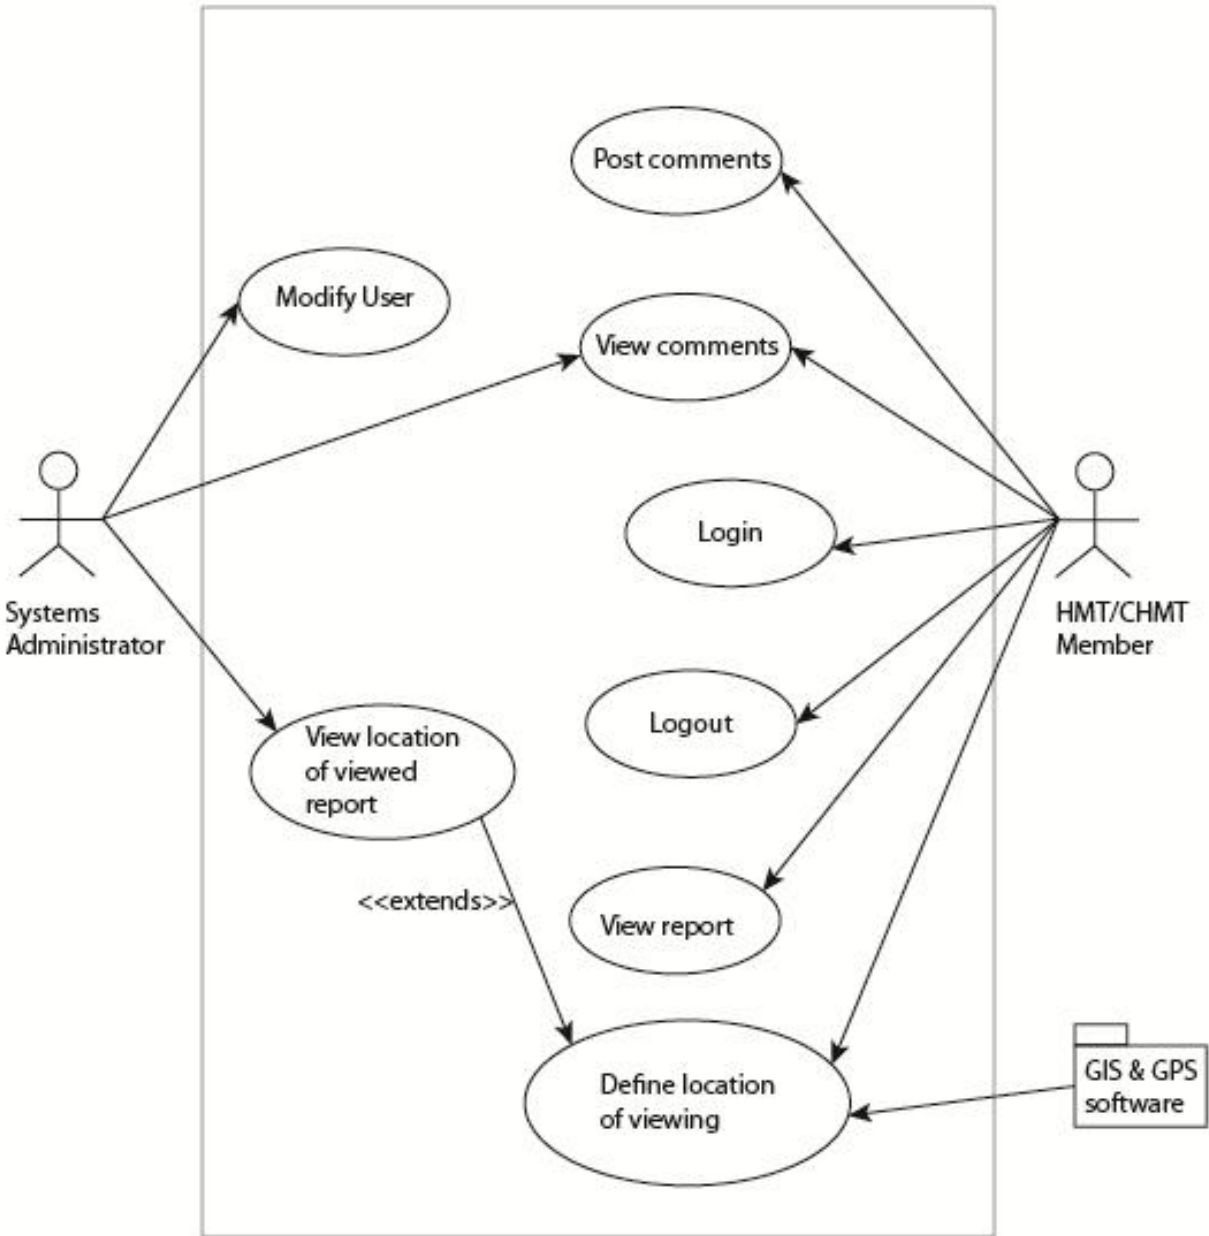 Post comments
Modify User
View comments
Login
Systems
Administrator
HMT/CHMT
Member
Logout
View location
of viewed
report
<<extends>>
View report
Define location
of viewing
GIS & GPS
software